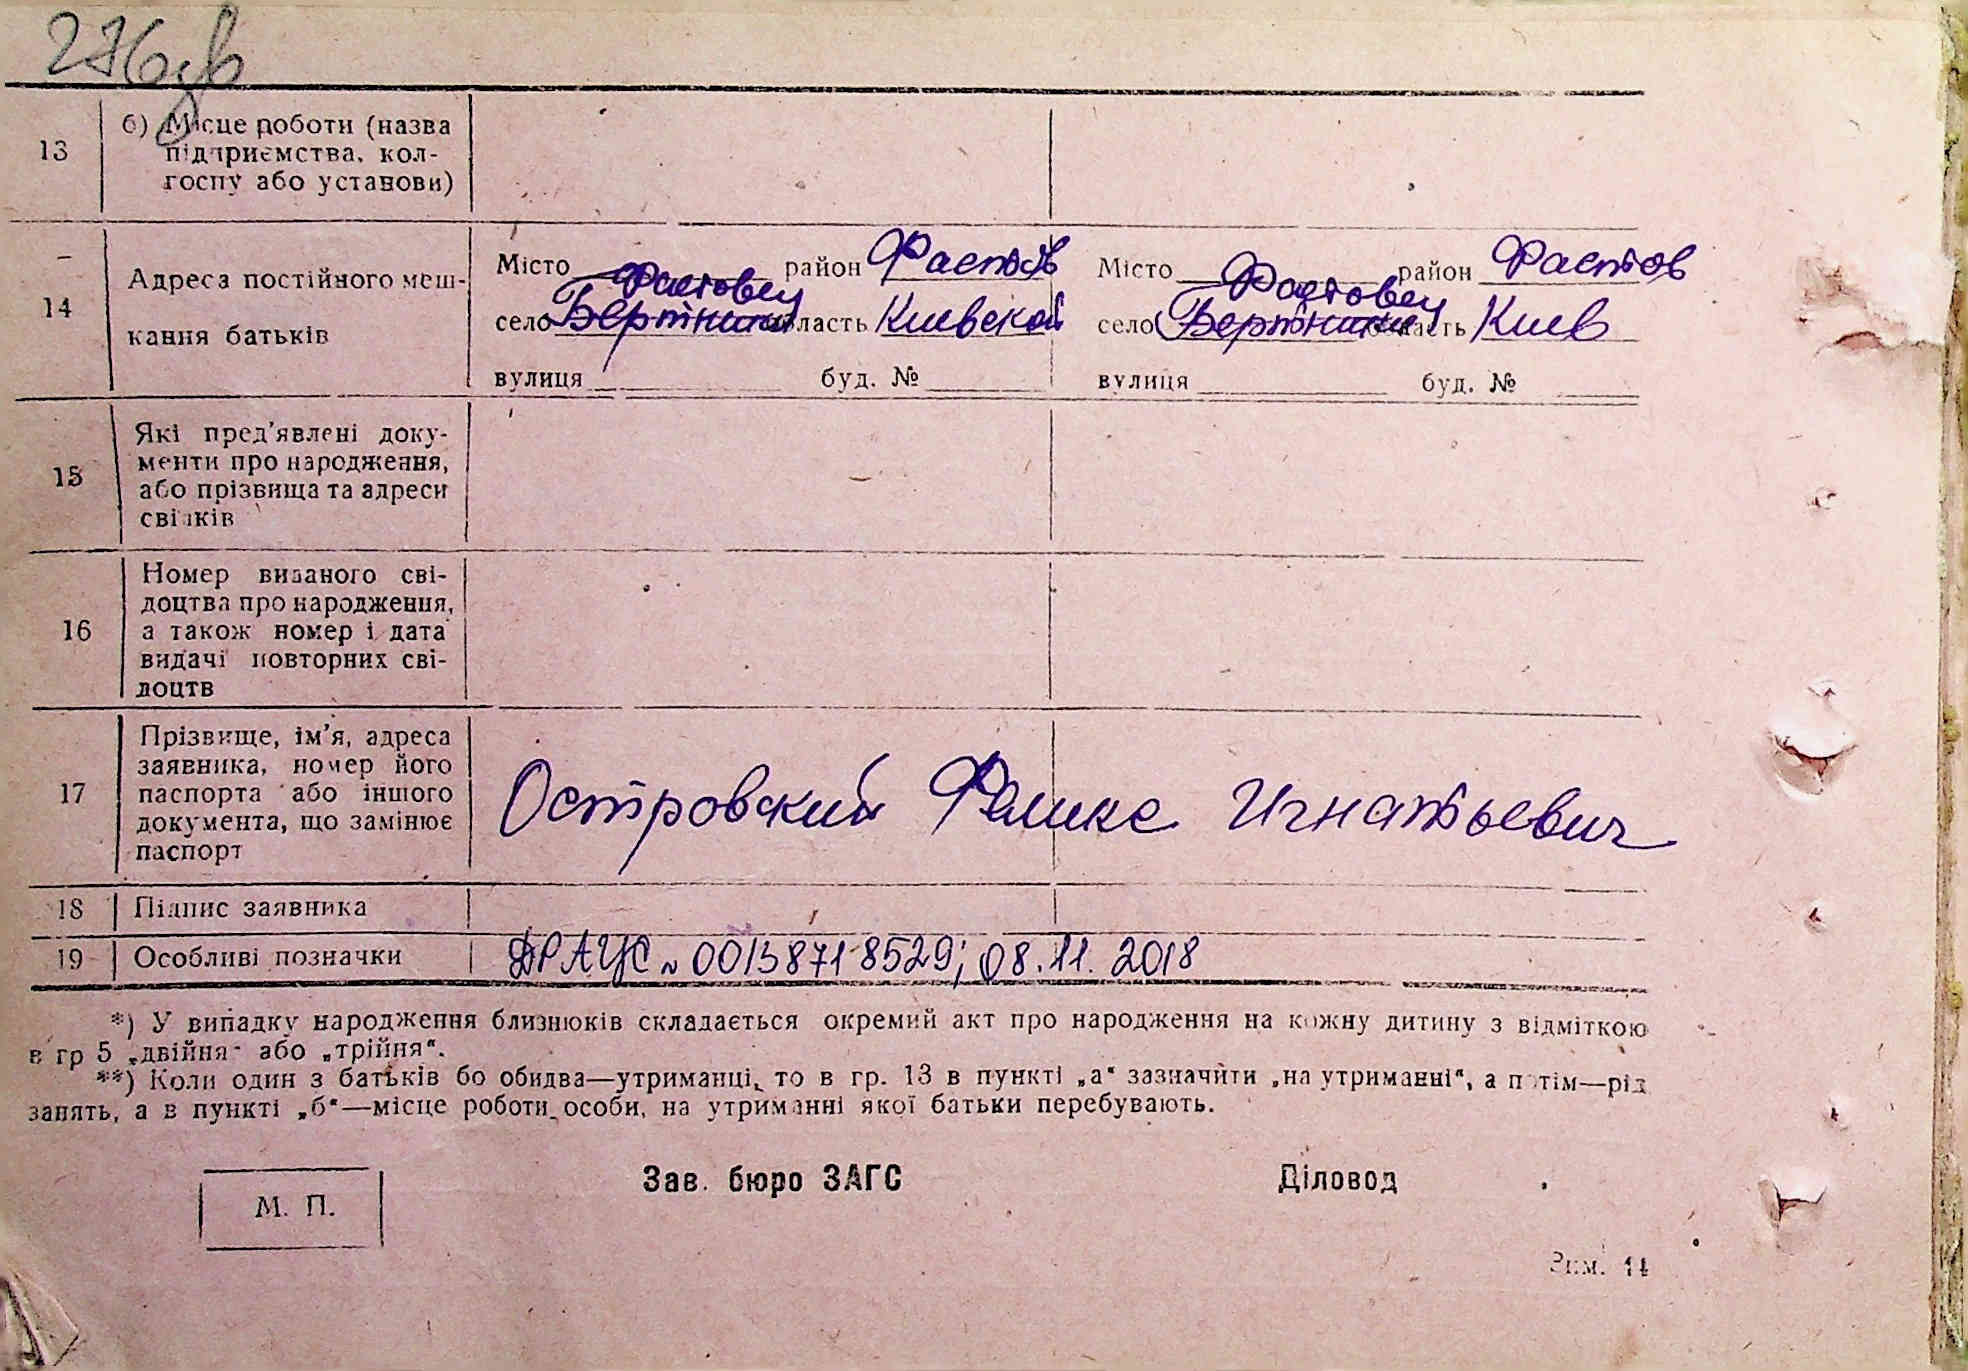 276зв
13
б) Місце роботи (назва
підприємства, кол-
госпу або установи)
14
Адреса постійного меш-
кання батьків
Місто Фастовец район Фастов
село Бертники область Киевской
вулиця буд. №
Місто Фастовец район Фастов
село Бертники область Киев
вулиця буд. №
15
Які пред'явлені доку-
менти про народження,
або прізвища та адреси
свідків
16
Номер виданого сві-
доцтва про народження,
а також номер і дата
видачі повторних сві-
доцтв
17
Прізвище, ім'я, адреса
заявника, номер його
паспорта або іншого
документа, що замінює
паспорт
Островский Феликс Игнатьевич
18 Підпис заявника
19 Особливі позначки ДРАЦС № 00138718529; 08.11.2018
*) У випадку народження близнюків складається окремий акт про народження на кожну дитину з відміткою
в гр 5 „двійня" або „трійня".
**) Коли один з батьків бо обидва—утриманці, то в гр. 13 в пункті „а" зазначити „на утриманні", а потім—рід
занять, а в пункті „б"—місце роботи особи, на утриманні якої батьки перебувають.
М. П.
Зав. бюро ЗАГС
Діловод
Зам. 14